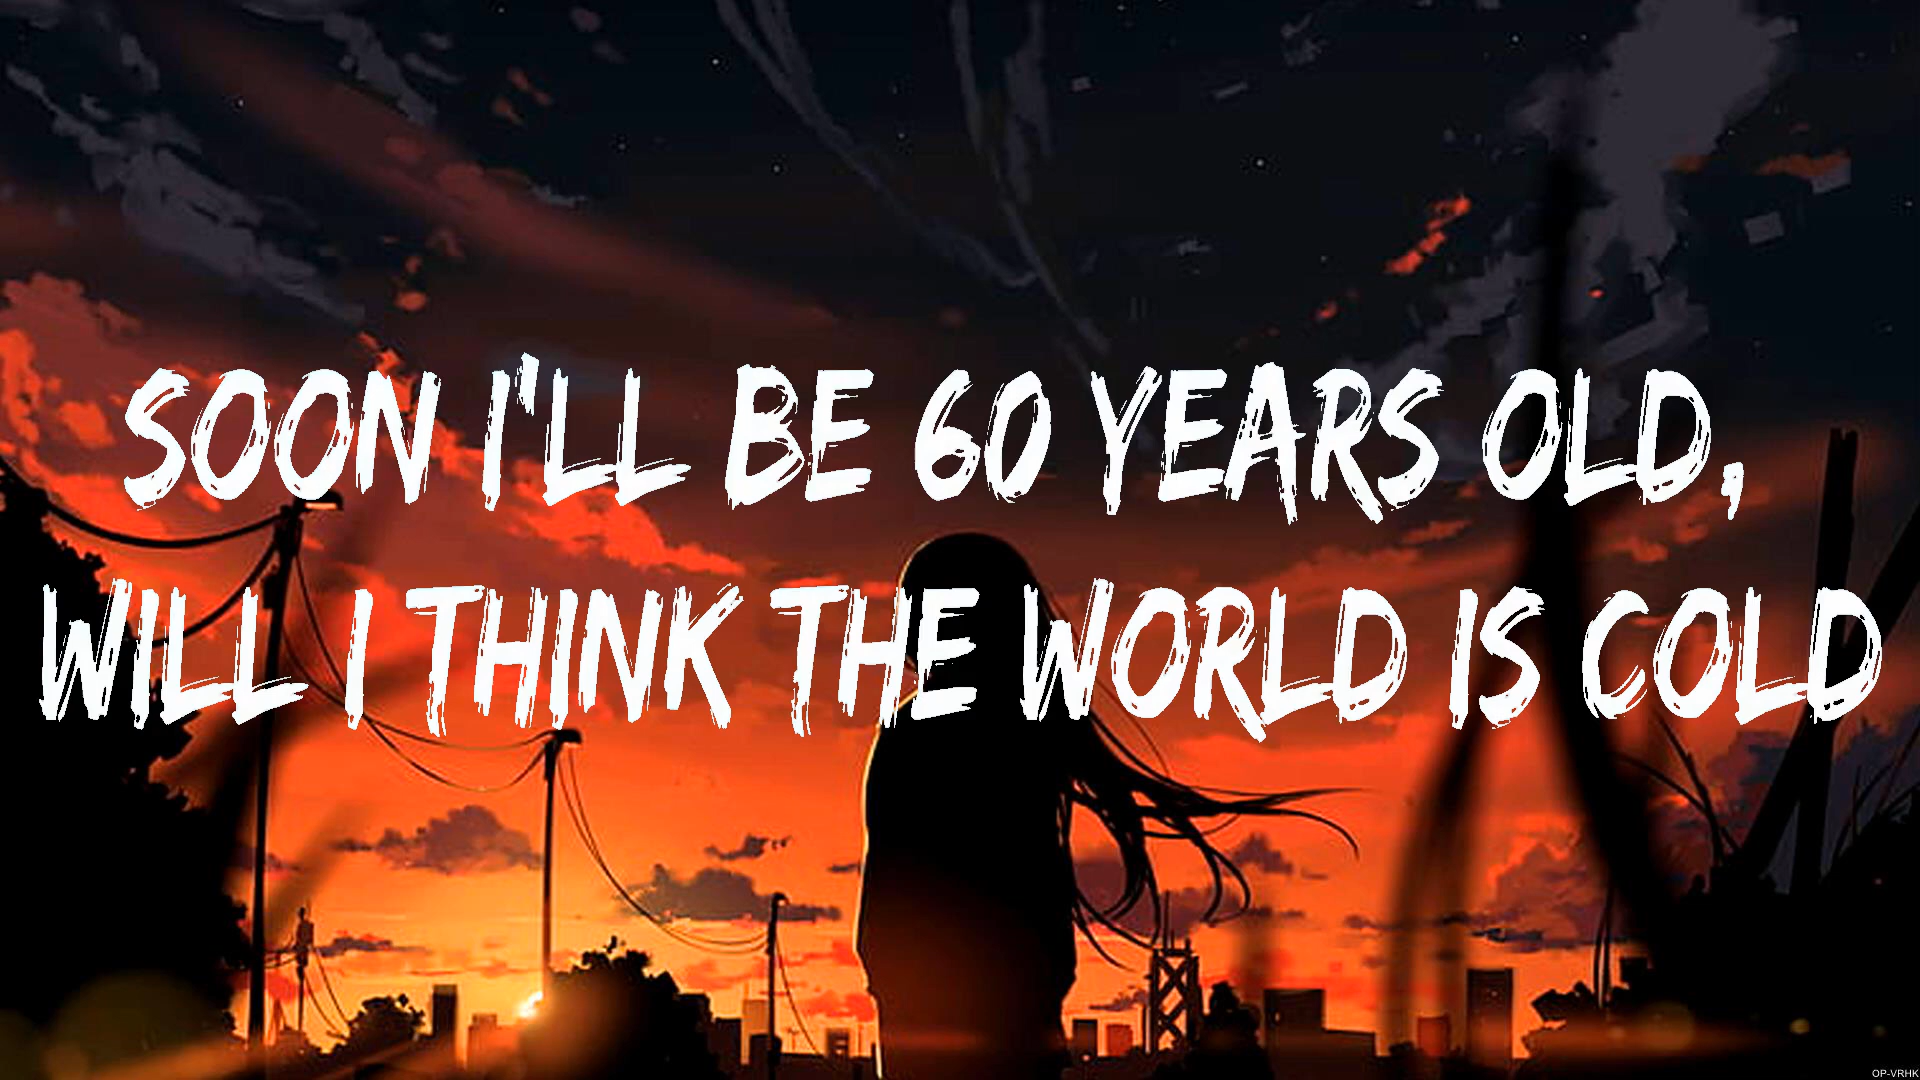 SOON I'LL BE 60 YEARS OLD,
WILL I THINK THE WORLD IS COLD
OP-VRHK